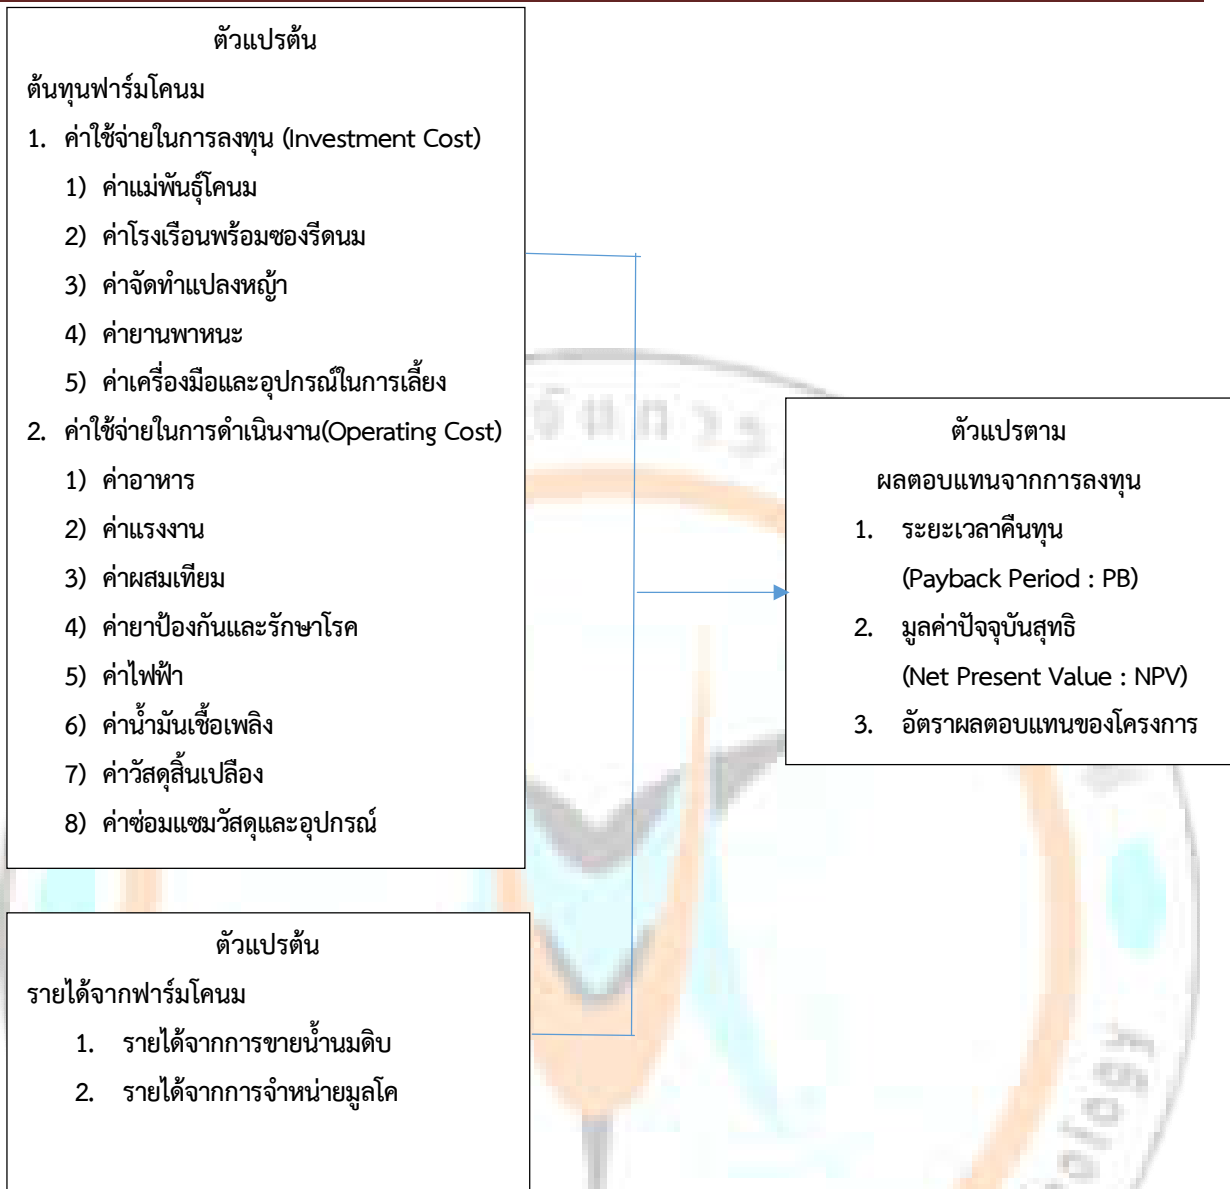 ตัวแปรต้น
ต้นทุนฟาร์มโคนม
1. ค่าใช้จ่ายในการลงทุน (Investment Cost)
1) ค่าแม่พันธุ์โคนม
2) ค่าโรงเรือนพร้อมซองรีดนม
3) ค่าจัดทำแปลงหญ้า
4) ค่ายานพาหนะ
5) ค่าเครื่องมือและอุปกรณ์ในการเลี้ยง
2. ค่าใช้จ่ายในการดำเนินงาน(Operating Cost)
1) ค่าอาหาร
2) ค่าแรงงาน
3) ค่าผสมเทียม
4) ค่ายาป้องกันและรักษาโรค
5) ค่าไฟฟ้า
6) ค่าน้ำมันเชื้อเพลิง
7) ค่าวัสดุสิ้นเปลือง
8) ค่าซ่อมแซมวัสดุและอุปกรณ์
ตัวแปรตาม
ผลตอบแทนจากการลงทุน
1. ระยะเวลาคืนทุน
(Payback Period : PB)
2. มูลค่าปัจจุบันสุทธิ
(Net Present Value : NPV)
3. อัตราผลตอบแทนของโครงการ
ตัวแปรต้น
รายได้จากฟาร์มโคนม
1. รายได้จากการขายน้ำนมดิบ
2. รายได้จากการจำหน่ายมูลโค